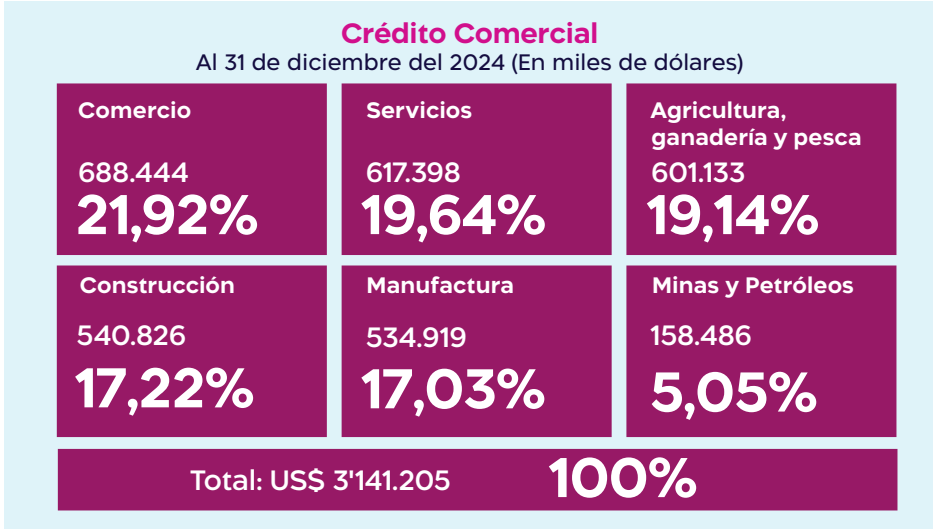 Crédito Comercial
Al 31 de diciembre del 2024 (En miles de dólares)
Comercio
688.444
21,92%
Servicios
617.398
19,64%
Agricultura,
ganadería y pesca
601.133
19,14%
Construcción
540.826
17,22%
Manufactura
534.919
17,03%
Minas y Petróleos
158.486
5,05%
Total: US$ 3'141.205
100%